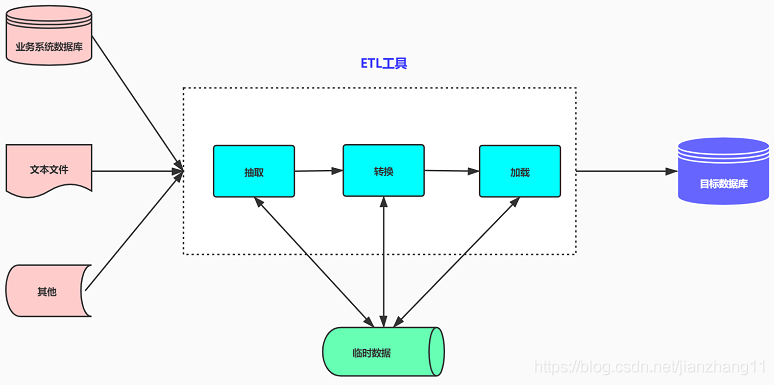 业务系统数据库
ETL工具
文本文件
抽取
转换
加载
目标数据库
其他
临时数据
https://blog.csdn.net/jianzhang11